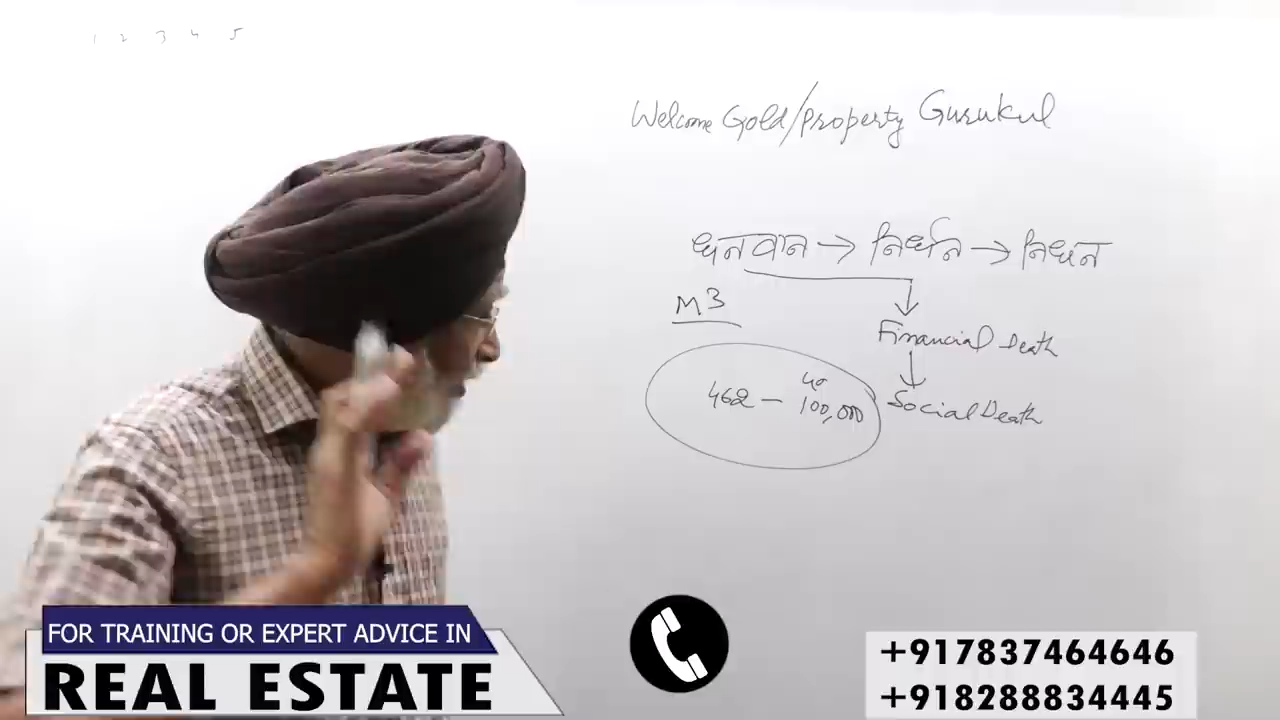 1 2 3 4 5
Welcome Gold/Property Gurukul
धनवान → निर्धन → निधन
M3
Financial Death
40
462 - 100,000
Social Death
FOR TRAINING OR EXPERT ADVICE IN
REAL ESTATE
+917837464646
+918288834445